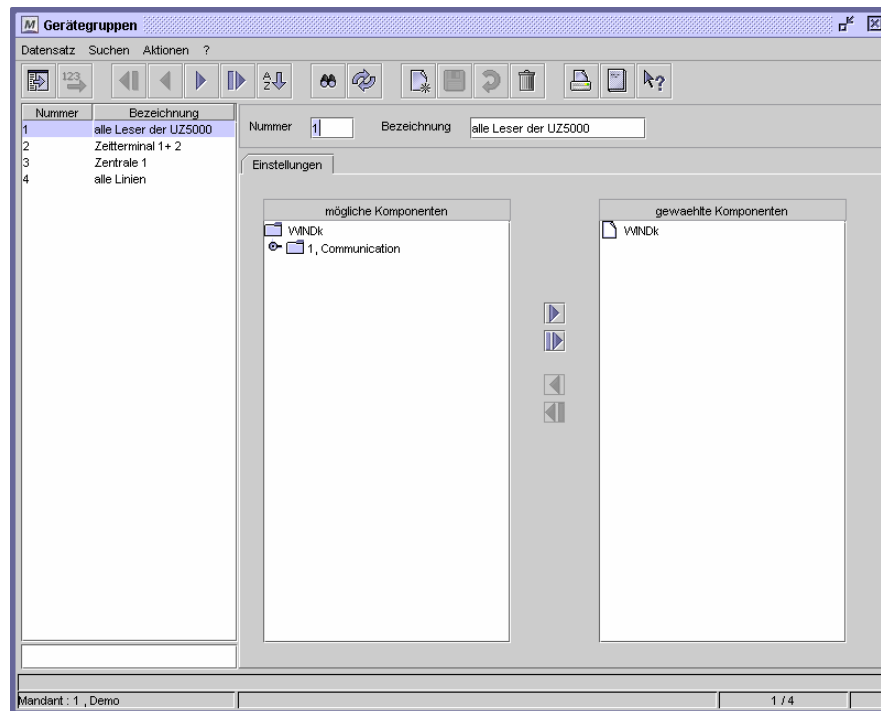 M Gerätegruppen
Datensatz Suchen Aktionen ?
123
A
Z
?
Nummer Bezeichnung
1 alle Leser der UZ5000
2 Zeitterminal 1+ 2
3 Zentrale 1
4 alle Linien
Nummer 1 Bezeichnung alle Leser der UZ5000
Einstellungen
mögliche Komponenten
WINDk
1, Communication
gewaehlte Komponenten
WINDk
Mandant : 1 , Demo
1 / 4